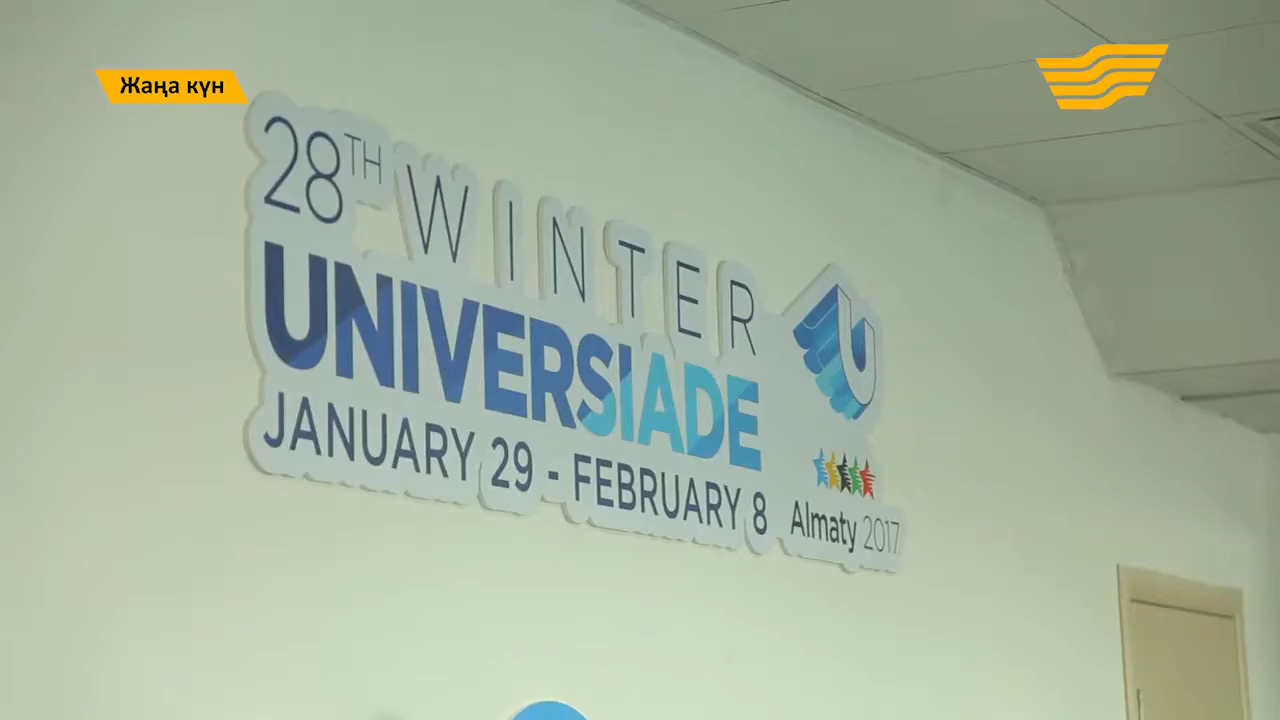 Жаңа күн
28TH WINTER
UNIVERSIADE
JANUARY 29 - FEBRUARY 8
U
Almaty 2017